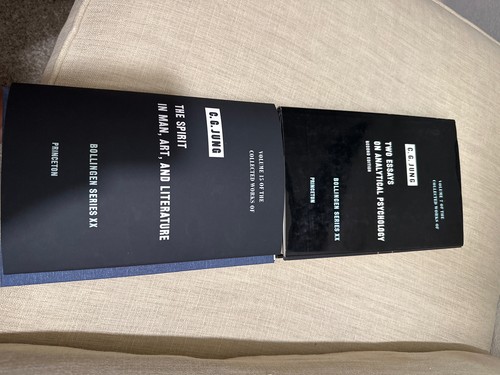 VOLUME 15 OF THE
COLLECTED WORKS OF
C. G. JUNG
THE SPIRIT
IN MAN, ART, AND LITERATURE
BOLLINGEN SERIES XX
PRINCETON
VOLUME 7 OF THE
COLLECTED WORKS OF
C. G. JUNG
TWO ESSAYS
ON ANALYTICAL PSYCHOLOGY
SECOND EDITION
BOLLINGEN SERIES XX
PRINCETON